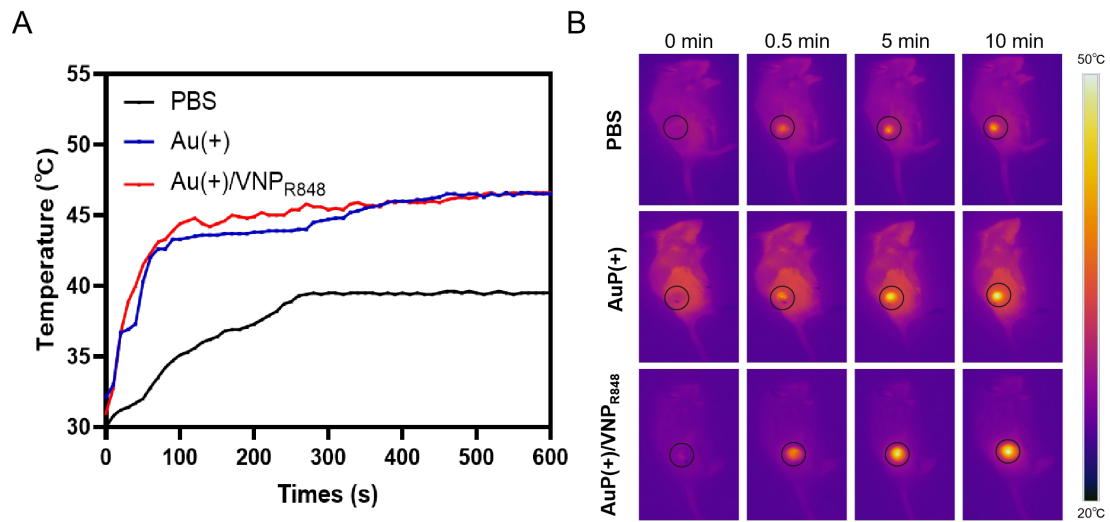 A
Temperature (°C)
55
50
45
40
35
30
PBS
Au(+)
Au(+)/VNPR848
0 100 200 300 400 500 600
Times (s)
B
0 min 0.5 min 5 min 10 min
PBS
AuP(+)
AuP(+)/VNPR848
50℃
20℃